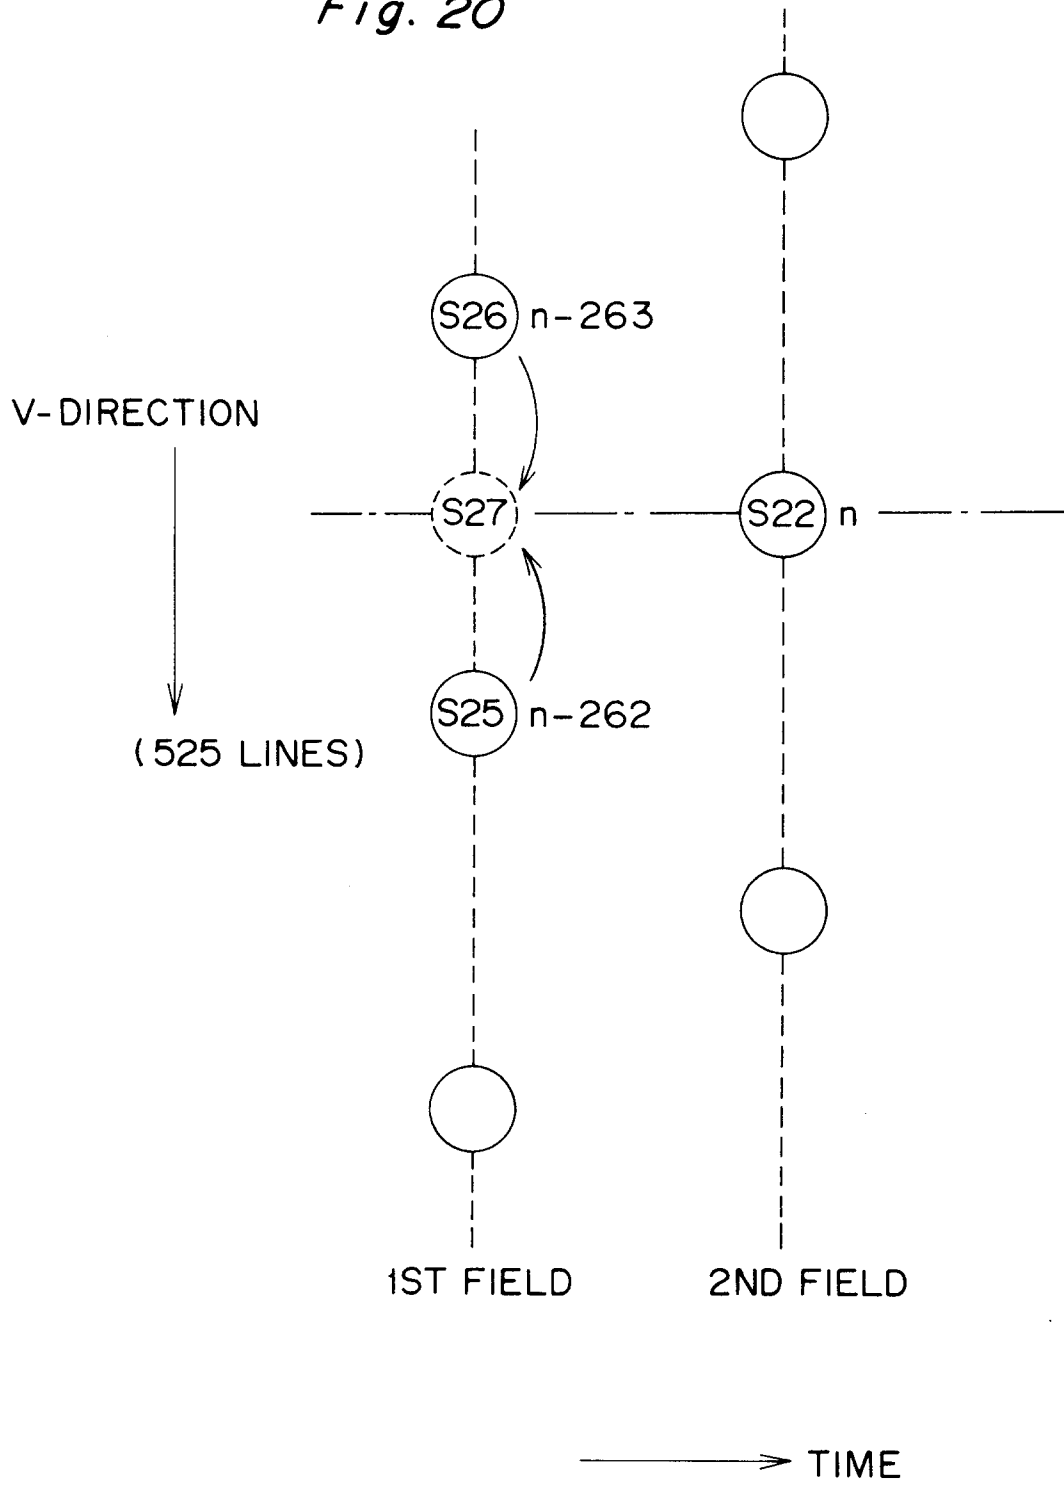 Fig. 20
S26 n-263
V-DIRECTION
S27
S22 n
S25 n-262
(525 LINES)
1ST FIELD
2ND FIELD
TIME